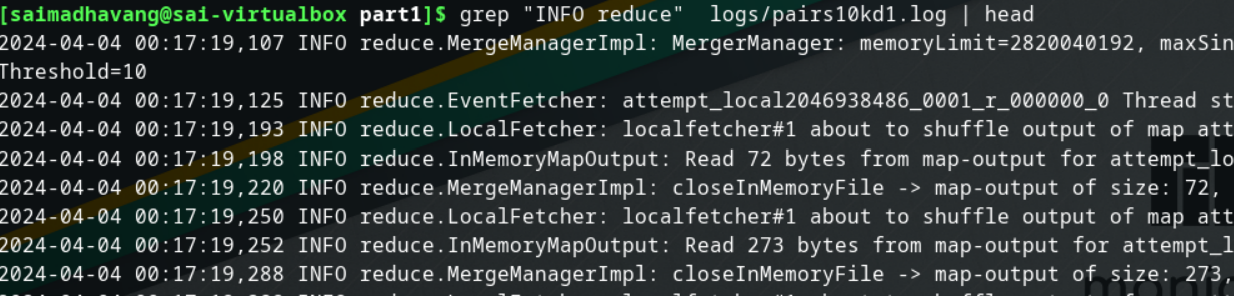 [saimadhavang@sai-virtualbox part1]$ grep "INFO reduce"  logs/pairs10kd1.log | head
2024-04-04 00:17:19,107 INFO reduce.MergeManagerImpl: MergerManager: memoryLimit=2820040192, maxSin
Threshold=10
2024-04-04 00:17:19,125 INFO reduce.EventFetcher: attempt_local2046938486_0001_r_000000_0 Thread st
2024-04-04 00:17:19,193 INFO reduce.LocalFetcher: localfetcher#1 about to shuffle output of map att
2024-04-04 00:17:19,198 INFO reduce.InMemoryMapOutput: Read 72 bytes from map-output for attempt_lo
2024-04-04 00:17:19,220 INFO reduce.MergeManagerImpl: closeInMemoryFile -> map-output of size: 72,
2024-04-04 00:17:19,250 INFO reduce.LocalFetcher: localfetcher#1 about to shuffle output of map att
2024-04-04 00:17:19,252 INFO reduce.InMemoryMapOutput: Read 273 bytes from map-output for attempt_l
2024-04-04 00:17:19,288 INFO reduce.MergeManagerImpl: closeInMemoryFile -> map-output of size: 273,